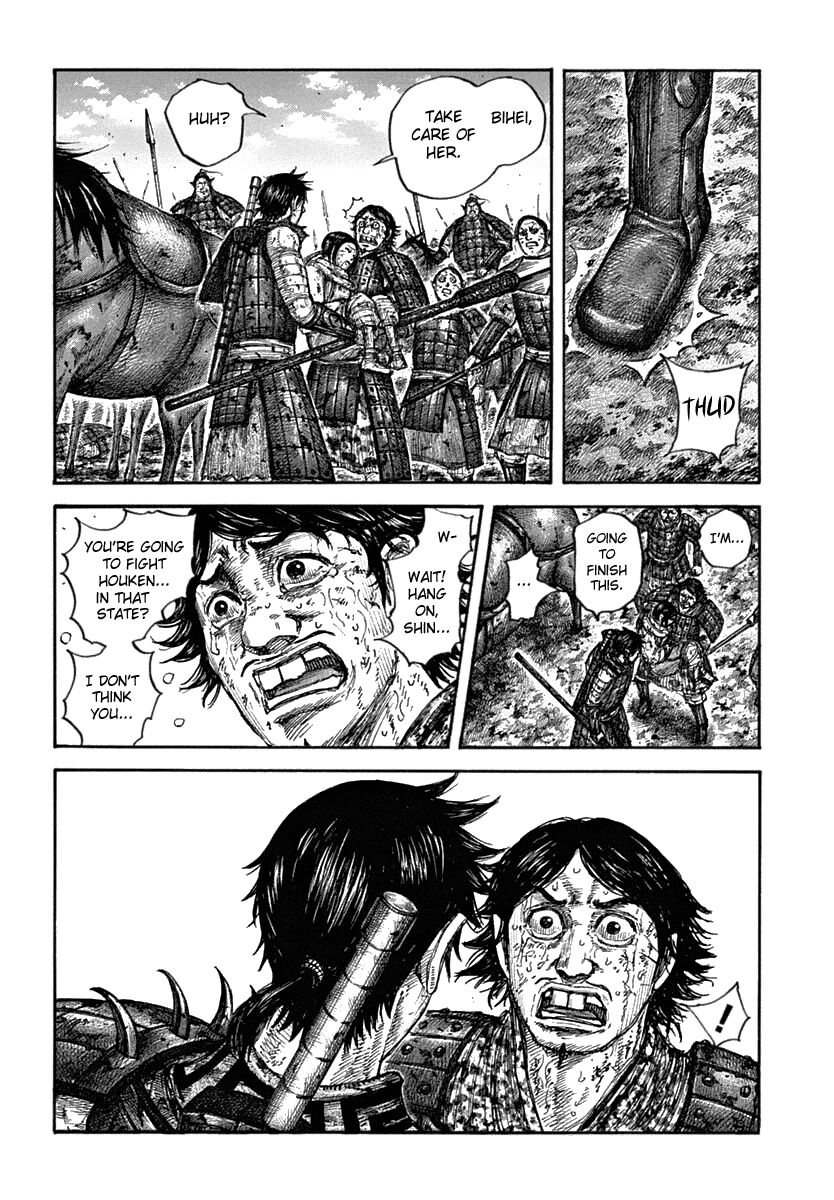 THUD
BIHEI,
TAKE
CARE OF
HER.
HUH?
I'M...
GOING
TO
FINISH
THIS.
...
W-
WAIT!
HANG
ON,
SHIN...
YOU'RE GOING
TO FIGHT
HOUKEN...
IN THAT
STATE?
I DON'T
THINK
YOU...
!